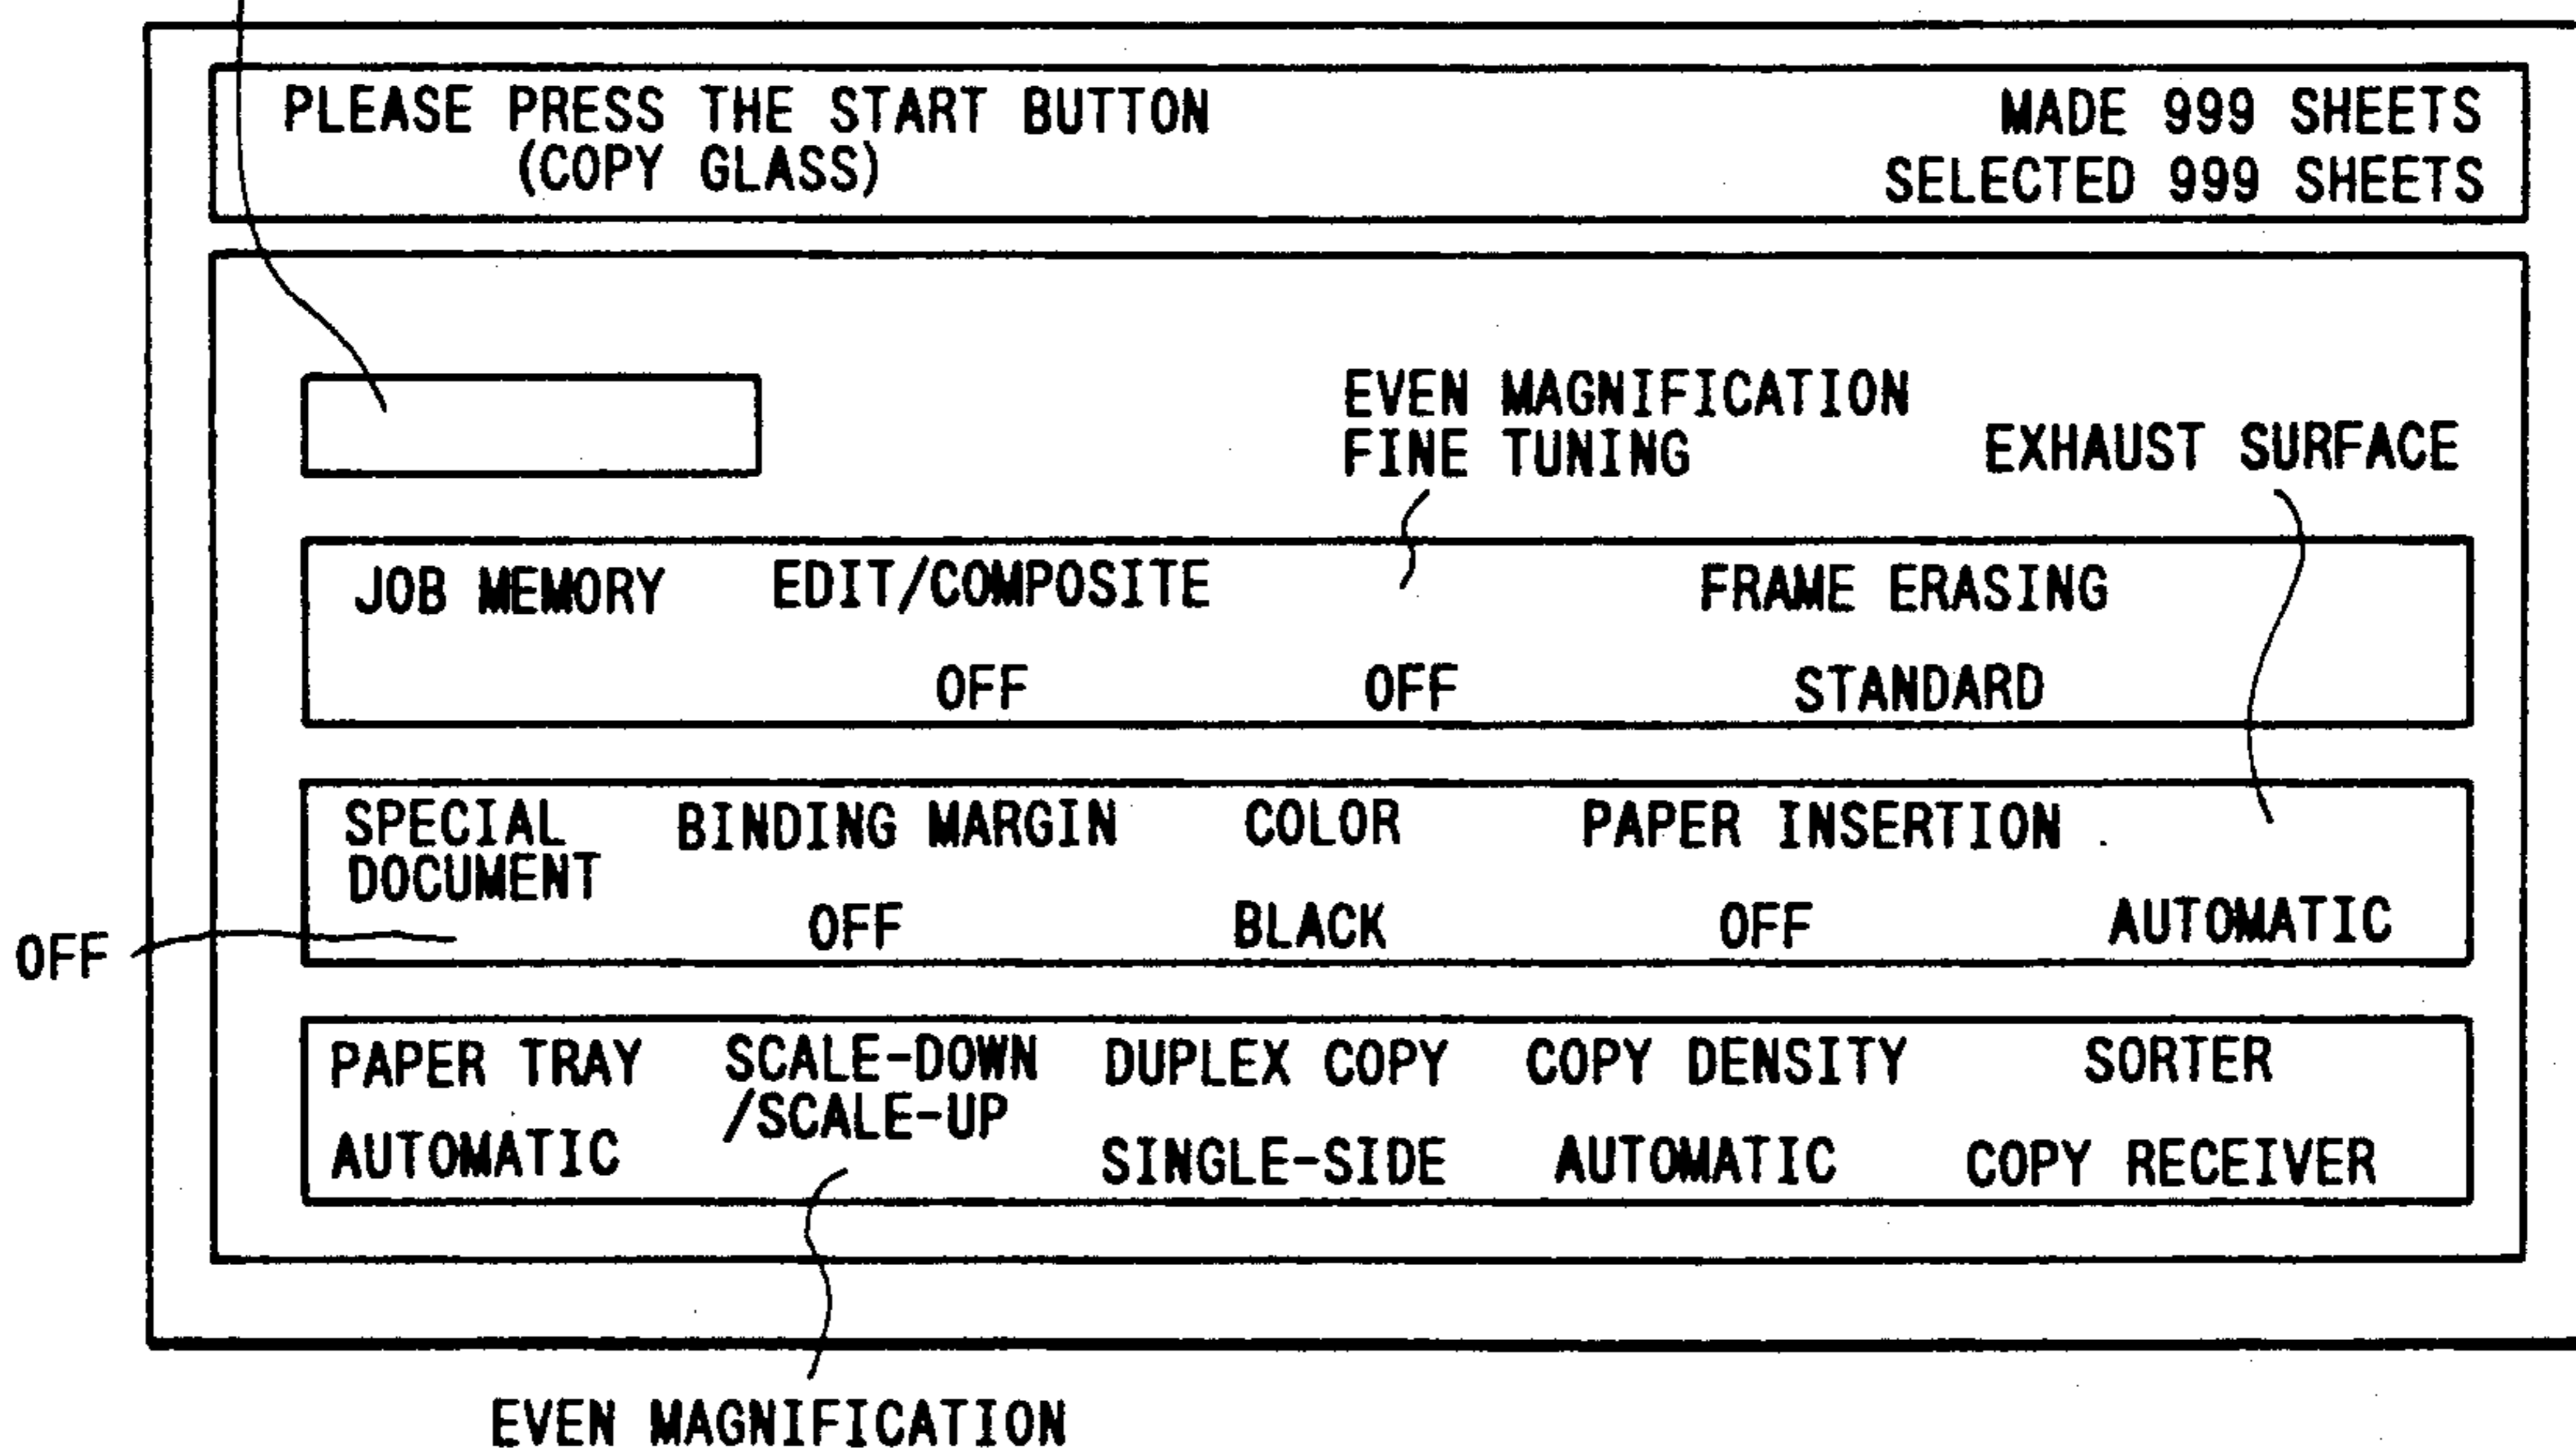 PLEASE PRESS THE START BUTTON
(COPY GLASS)
MADE 999 SHEETS
SELECTED 999 SHEETS
EVEN MAGNIFICATION
FINE TUNING
EXHAUST SURFACE
JOB MEMORY EDIT/COMPOSITE FRAME ERASING
OFF OFF STANDARD
SPECIAL
DOCUMENT
BINDING MARGIN COLOR PAPER INSERTION
OFF OFF BLACK OFF AUTOMATIC
PAPER TRAY SCALE-DOWN
/SCALE-UP
DUPLEX COPY COPY DENSITY SORTER
AUTOMATIC SINGLE-SIDE AUTOMATIC COPY RECEIVER
EVEN MAGNIFICATION